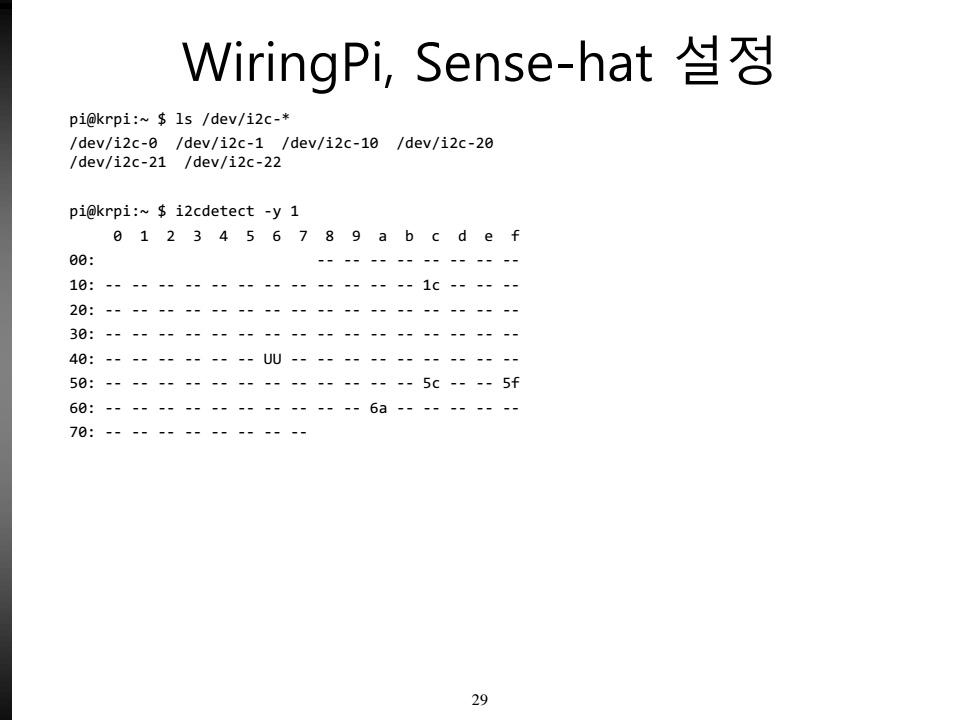 WiringPi, Sense-hat 설정
pi@krpi:~ $ ls /dev/i2c-*
/dev/i2c-0  /dev/i2c-1  /dev/i2c-10  /dev/i2c-20
/dev/i2c-21  /dev/i2c-22
pi@krpi:~ $ i2cdetect -y 1
     0  1  2  3  4  5  6  7  8  9  a  b  c  d  e  f
00:                         -- -- -- -- -- -- -- --
10: -- -- -- -- -- -- -- -- -- -- -- -- 1c -- -- --
20: -- -- -- -- -- -- -- -- -- -- -- -- -- -- -- --
30: -- -- -- -- -- -- -- -- -- -- -- -- -- -- -- --
40: -- -- -- -- -- -- UU -- -- -- -- -- -- -- -- --
50: -- -- -- -- -- -- -- -- -- -- -- -- 5c -- -- 5f
60: -- -- -- -- -- -- -- -- -- -- 6a -- -- -- -- --
70: -- -- -- -- -- -- -- --
29